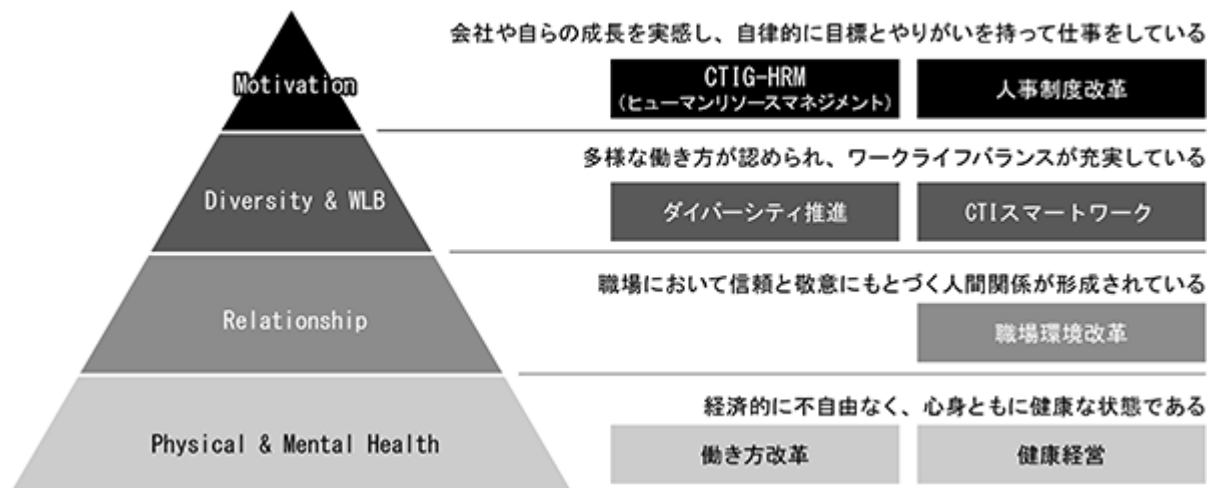 会社や自らの成長を実感し、自律的に目標とやりがいを持って仕事をしている
Motivation
CTIG-HRM
(ヒューマンリソースマネジメント)
人事制度改革
多様な働き方が認められ、ワークライフバランスが充実している
Diversity & WLB
ダイバーシティ推進
CTIスマートワーク
職場において信頼と敬意にもとづく人間関係が形成されている
Relationship
職場環境改革
経済的に不自由なく、心身ともに健康な状態である
Physical & Mental Health
働き方改革
健康経営